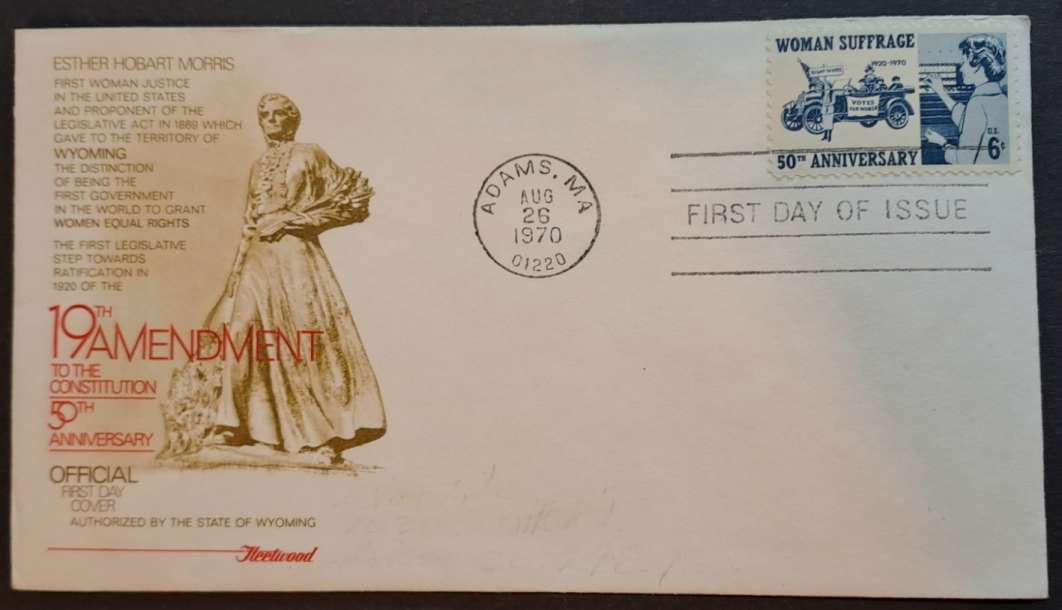 ESTHER HOBART MORRIS
FIRST WOMAN JUSTICE
IN THE UNITED STATES
AND PROPONENT OF THE
LEGISLATIVE ACT IN 1869 WHICH
GAVE TO THE TERRITORY OF
WYOMING
THE DISTINCTION
OF BEING THE
FIRST GOVERNMENT
IN THE WORLD TO GRANT
WOMEN EQUAL RIGHTS
THE FIRST LEGISLATIVE
STEP TOWARDS
RATIFICATION IN
1920 OF THE
19TH AMENDMENT
TO THE
CONSTITUTION
50TH
ANNIVERSARY
OFFICIAL
FIRST DAY
COVER
AUTHORIZED BY THE STATE OF WYOMING
Fleetwood
ADAMS, MA
AUG
26
1970
01220
WOMAN SUFFRAGE
1920-1970
VOTES
FOR WOMEN
U.S.
6¢
50TH ANNIVERSARY
FIRST DAY OF ISSUE